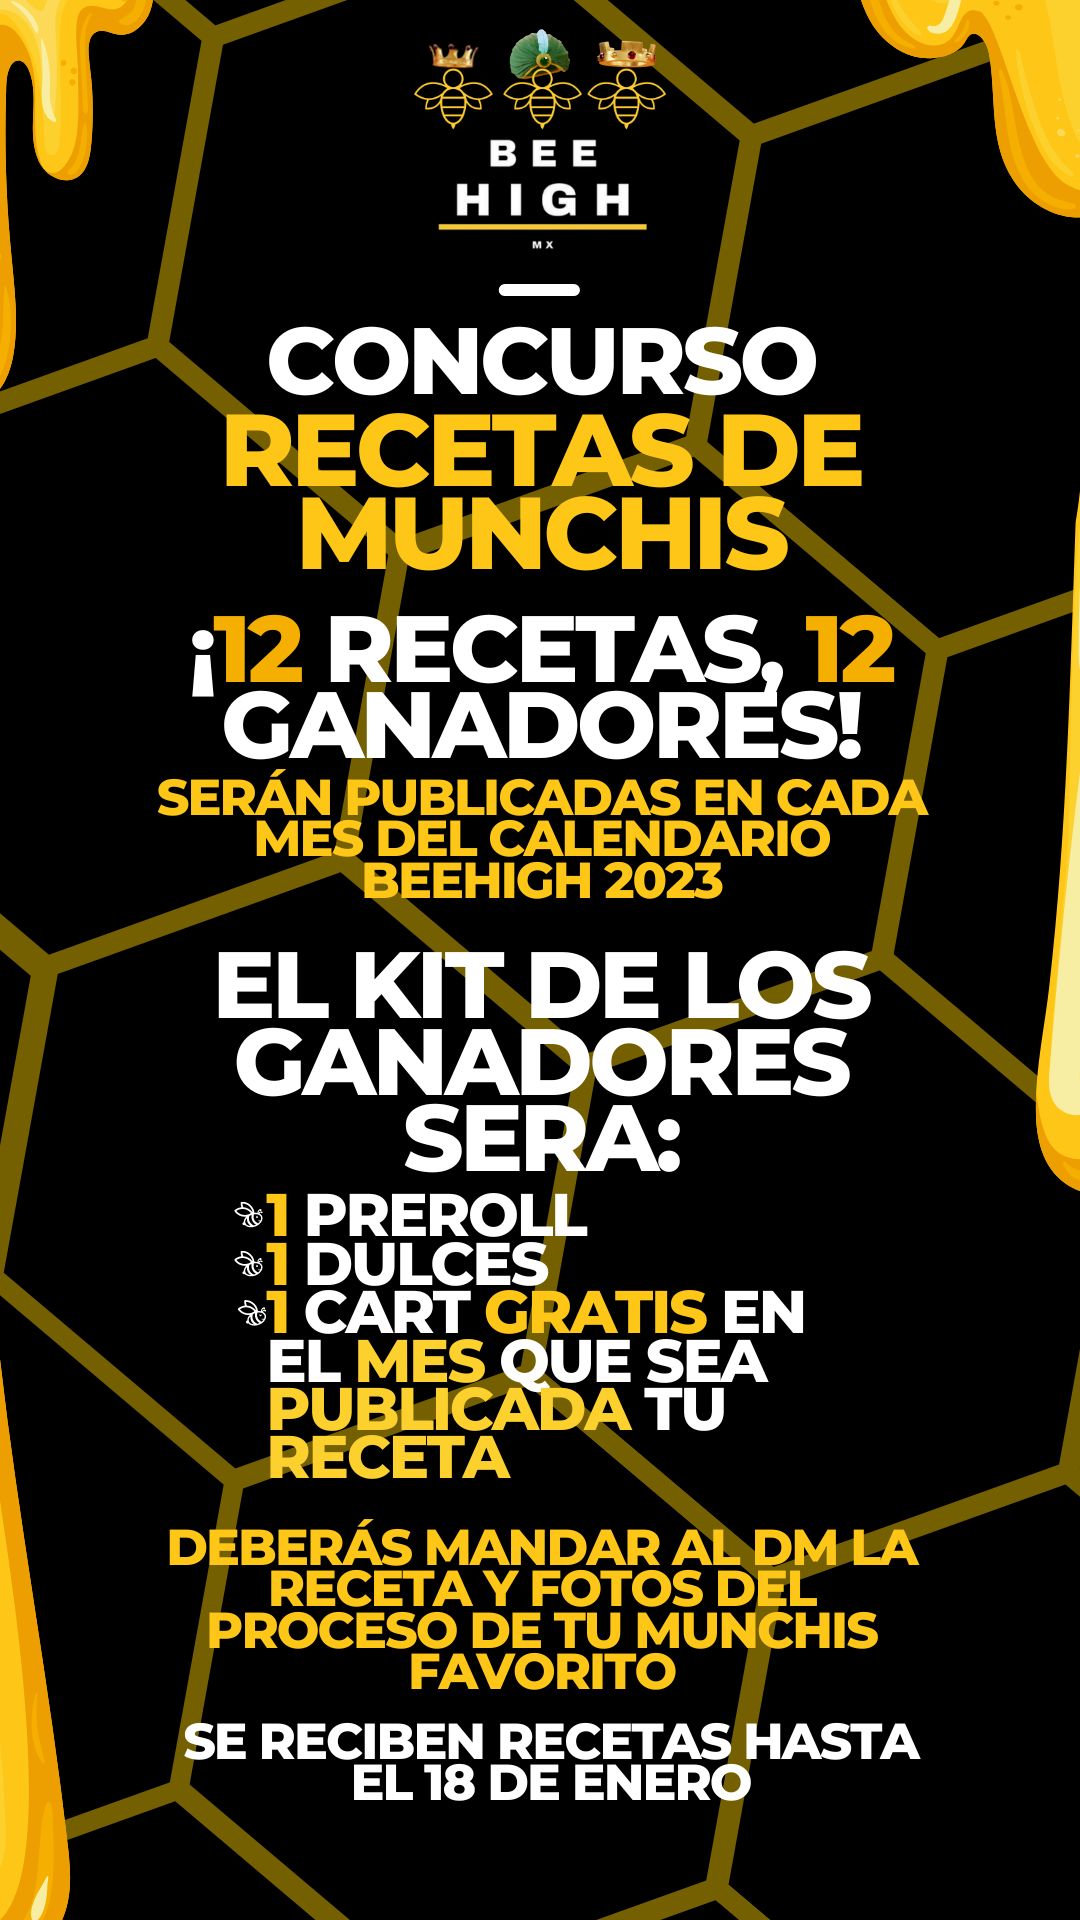 BEE
HIGH
MX
CONCURSO
RECETAS DE
MUNCHIS
¡12 RECETAS, 12
GANADORES!
SERÁN PUBLICADAS EN CADA
MES DEL CALENDARIO
BEEHIGH 2023
EL KIT DE LOS
GANADORES
SERA:
1 PREROLL
1 DULCES
1 CART GRATIS EN
EL MES QUE SEA
PUBLICADA TU
RECETA
DEBERÁS MANDAR AL DM LA
RECETA Y FOTOS DEL
PROCESO DE TU MUNCHIS
FAVORITO
SE RECIBEN RECETAS HASTA
EL 18 DE ENERO